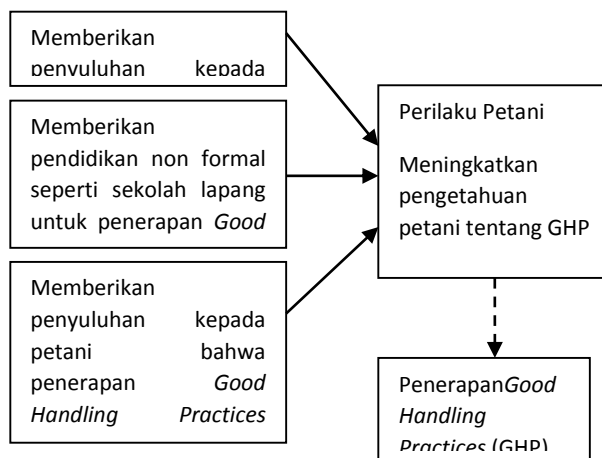 Memberikan
penyuluhan kepada
Memberikan
pendidikan non formal
seperti sekolah lapang
untuk penerapan Good
Memberikan
penyuluhan kepada
petani bahwa
penerapan Good
Handling Practices
Perilaku Petani
Meningkatkan
pengetahuan
petani tentang GHP
PenerapanGood
Handling
Practices (GHP)